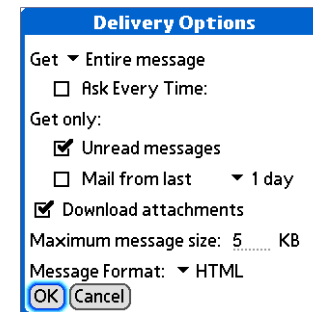 Delivery Options
Get Entire message
Ask Every Time:
Get only:
Unread messages
Mail from last 1 day
Download attachments
Maximum message size: 5 KB
Message Format: HTML
OK Cancel